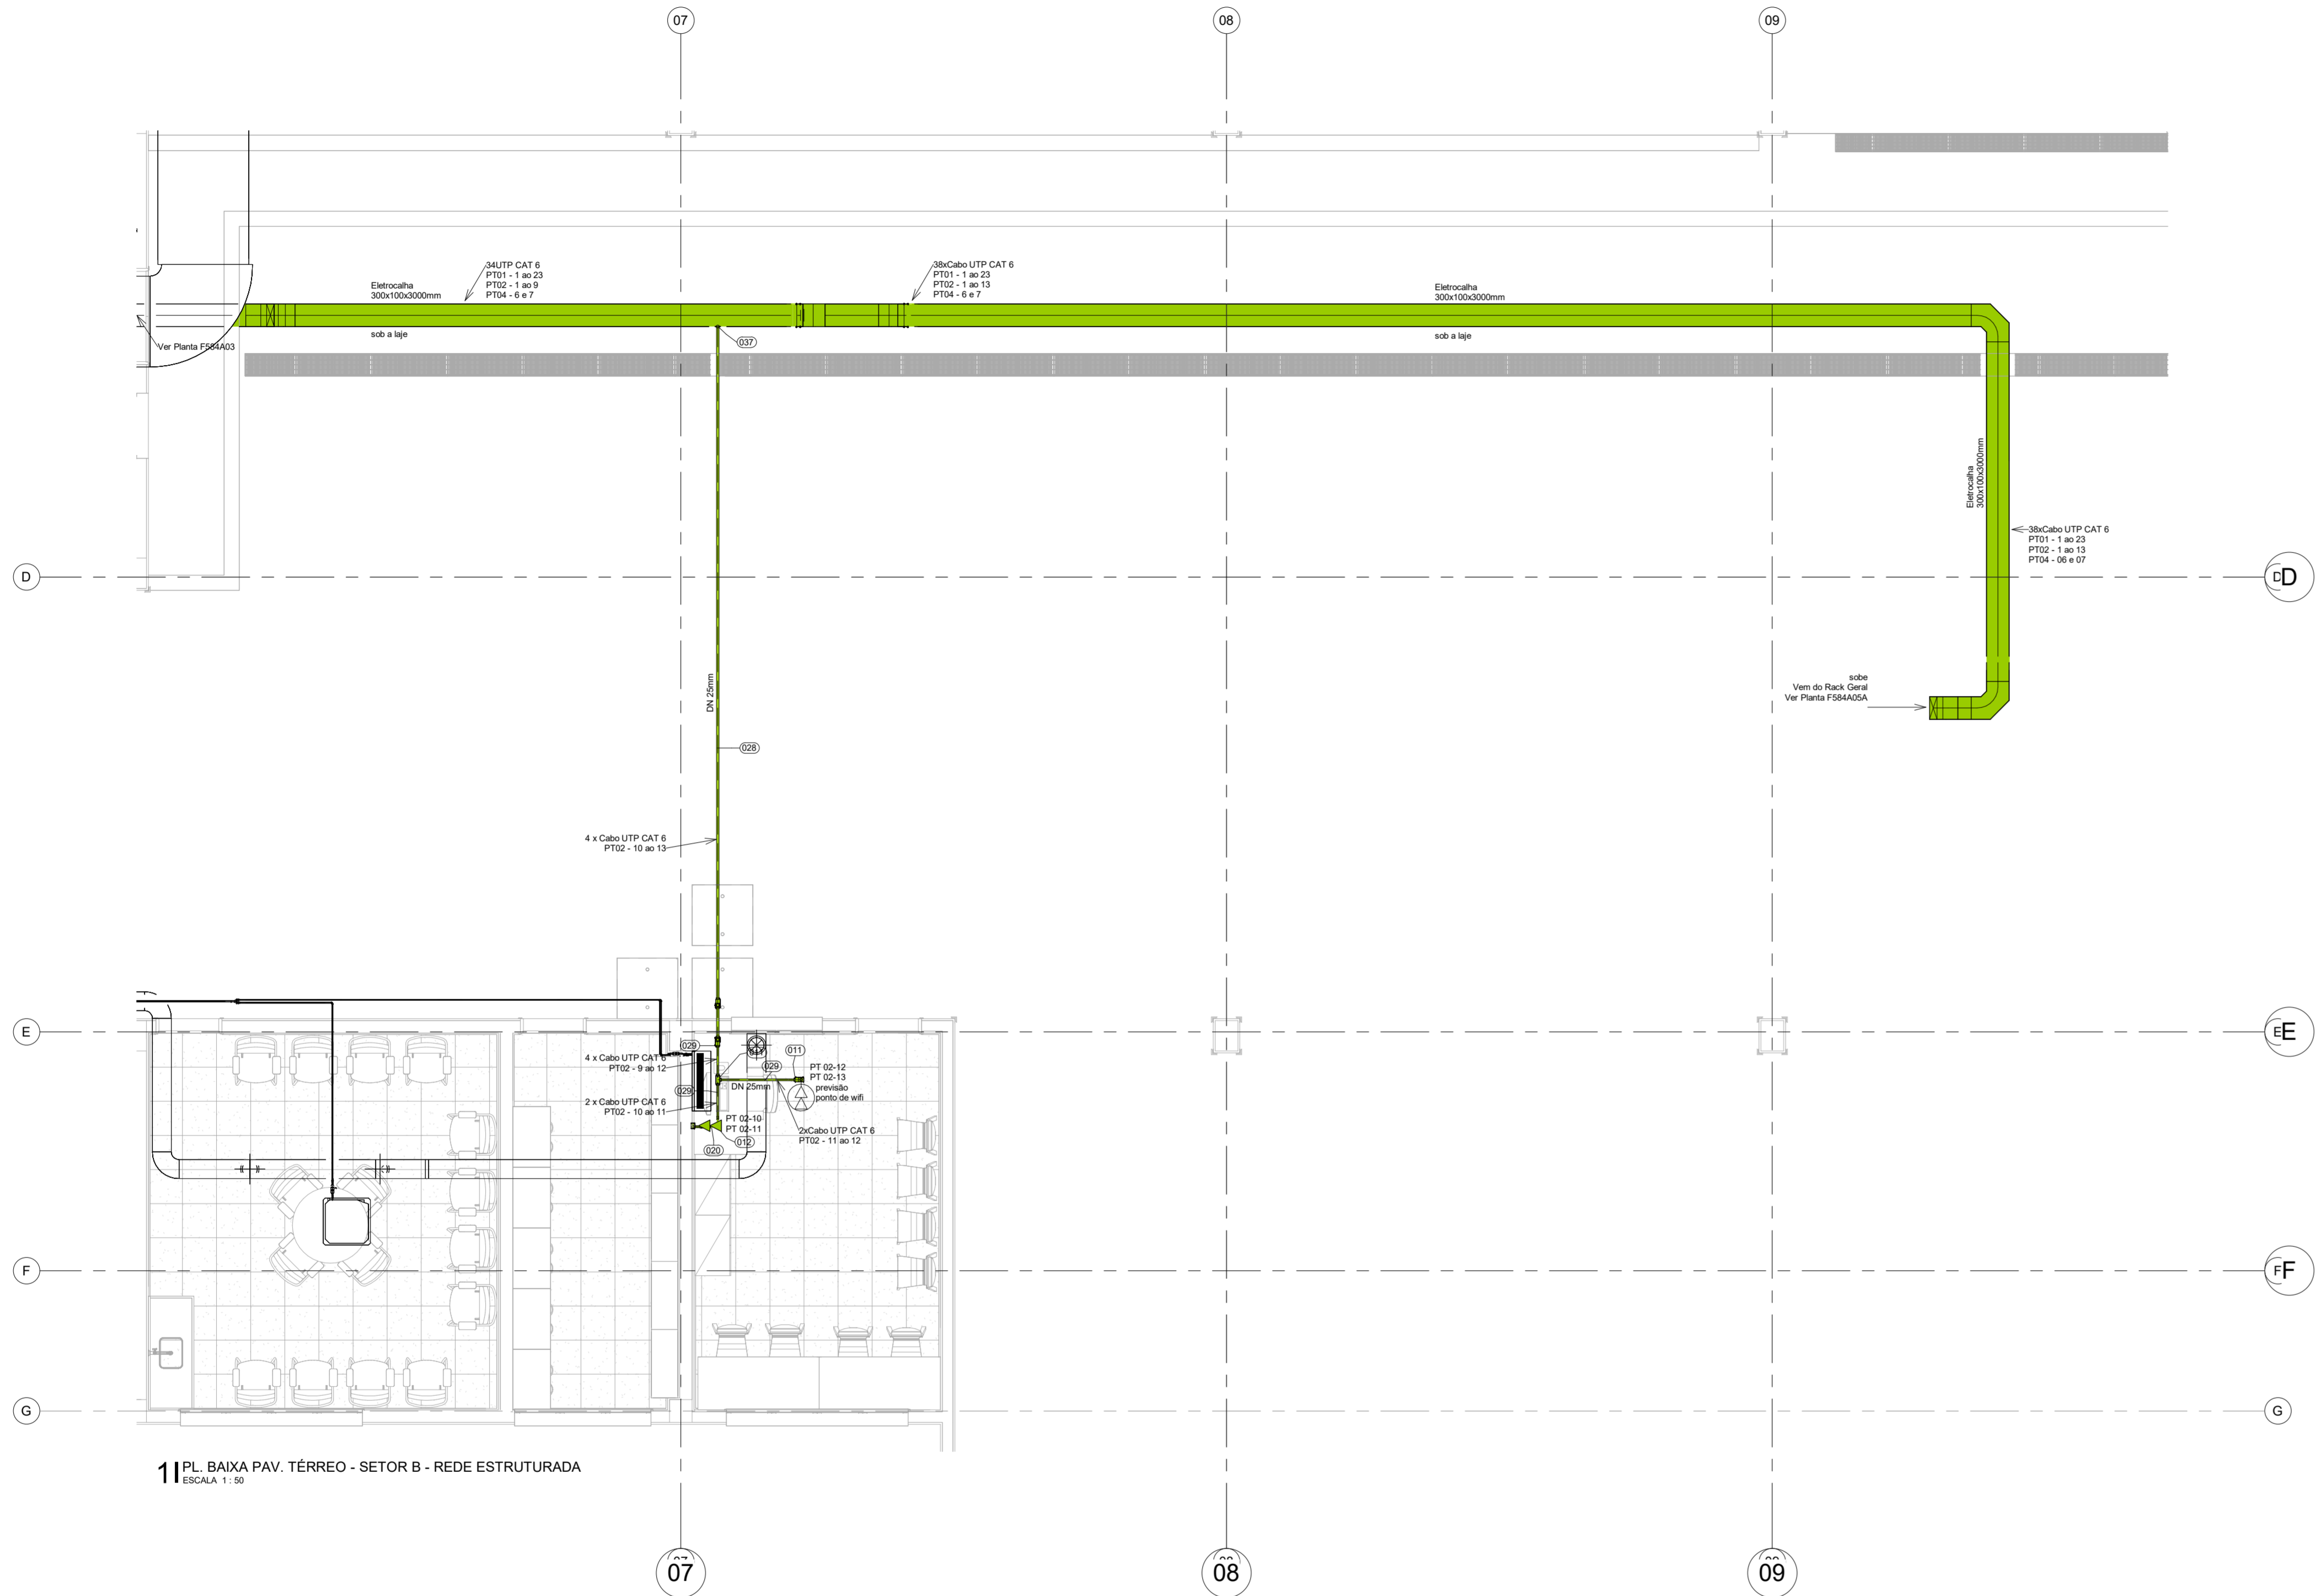 07
08
09
34UTP CAT 6
PT01 - 1 ao 23
PT02 - 1 ao 9
PT04 - 6 e 7
38xCabo UTP CAT 6
PT01 - 1 ao 23
PT02 - 1 ao 13
PT04 - 6 e 7
Eletrocalha
300x100x3000mm
Eletrocalha
300x100x3000mm
sob a laje
sob a laje
Ver Planta F584A03
037
Eletrocalha
300x100x3000mm
38xCabo UTP CAT 6
PT01 - 1 ao 23
PT02 - 1 ao 13
PT04 - 06 e 07
D
D
D
DN 25mm
sobe
Vem do Rack Geral
Ver Planta F584A05A
028
4 x Cabo UTP CAT 6
PT02 - 10 ao 13
E
E
E
029
011
4 x Cabo UTP CAT 6
PT02 - 9 ao 12
029
PT 02-12
PT 02-13
previsão
ponto de wifi
DN 25mm
029
2 x Cabo UTP CAT 6
PT02 - 10 ao 11
PT 02-10
PT 02-11
2xCabo UTP CAT 6
PT02 - 11 ao 12
012
020
F
F
F
G
G
1 PL. BAIXA PAV. TÉRREO - SETOR B - REDE ESTRUTURADA
ESCALA 1 : 50
07
08
09